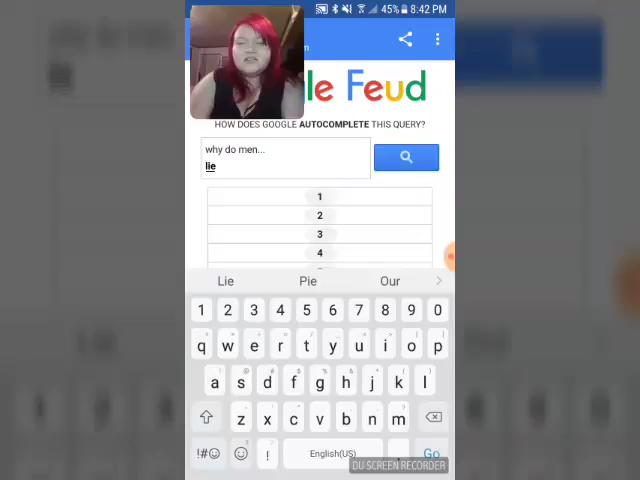 45% 8:42 PM
m
le Feud
HOW DOES GOOGLE AUTOCOMPLETE THIS QUERY?
why do men...
lie
1
2
3
4
Lie Pie Our
1 2 3 4 5 6 7 8 9 0
q w e r t y u i o p
a s d f g h j k l
z x c v b n m
!#☺ ! English(US) . Go
DU SCREEN RECORDER